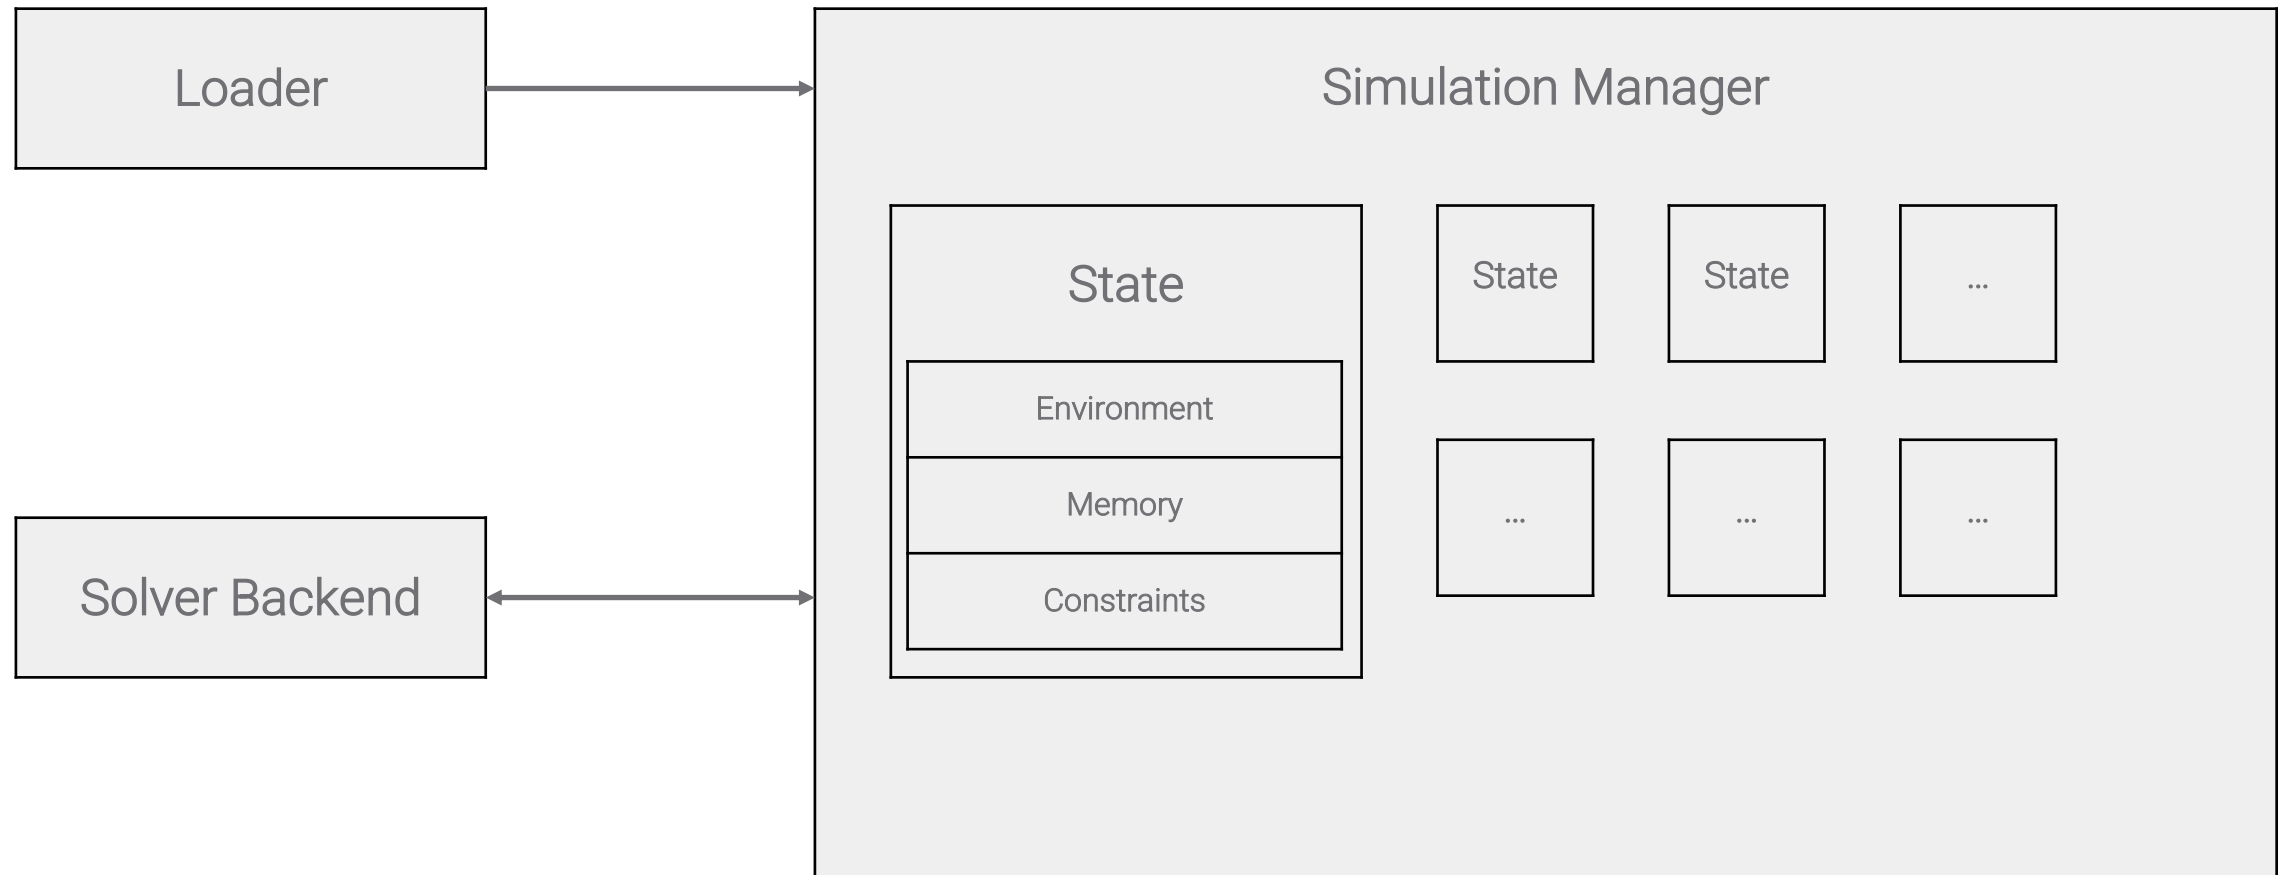 Loader
Simulation Manager
State
State
State
...
Environment
Memory
Constraints
...
...
...
Solver Backend